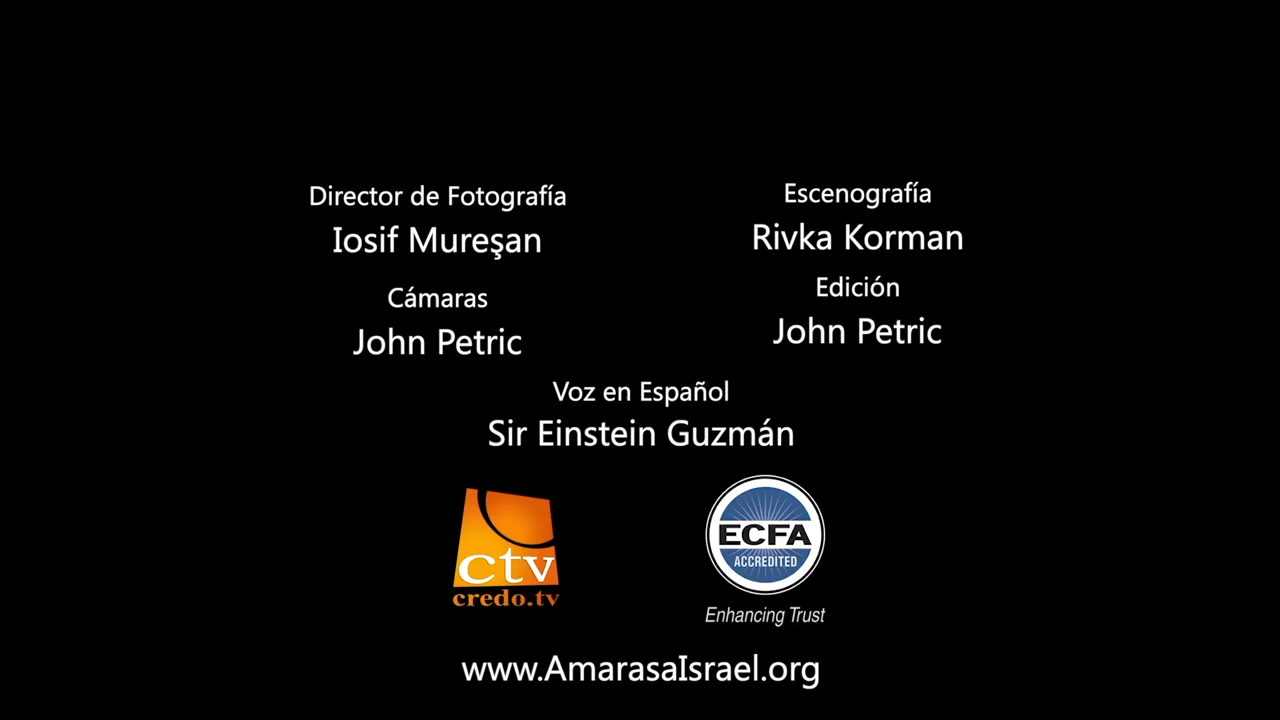 Director de Fotografía
Iosif Mureşan
Escenografía
Rivka Korman
Cámaras
John Petric
Edición
John Petric
Voz en Español
Sir Einstein Guzmán
ctv
credo.tv
ECFA
ACCREDITED
Enhancing Trust
www.AmarasaIsrael.org